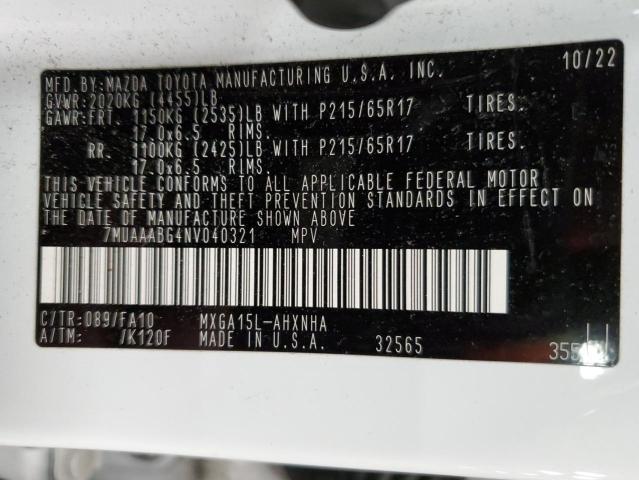 MFD.BY:MAZDA TOYOTA MANUFACTURING U.S.A. INC. 10/22
GVWR:2020KG (4455)LB
GAWR:FRT. 1150KG (2535)LB WITH P215/65R17 TIRES.
17.0x6.5 RIMS.
RR. 1100KG (2425)LB WITH P215/65R17 TIRES.
17.0x6.5 RIMS.
THIS VEHICLE CONFORMS TO ALL APPLICABLE FEDERAL MOTOR
VEHICLE SAFETY AND THEFT PREVENTION STANDARDS IN EFFECT ON
THE DATE OF MANUFACTURE SHOWN ABOVE
7MUAAABG4NV040321 MPV
C/TR:089/FA10 MXGA15L-AHXNHA
A/TM: /K120F MADE IN U.S.A. 32565